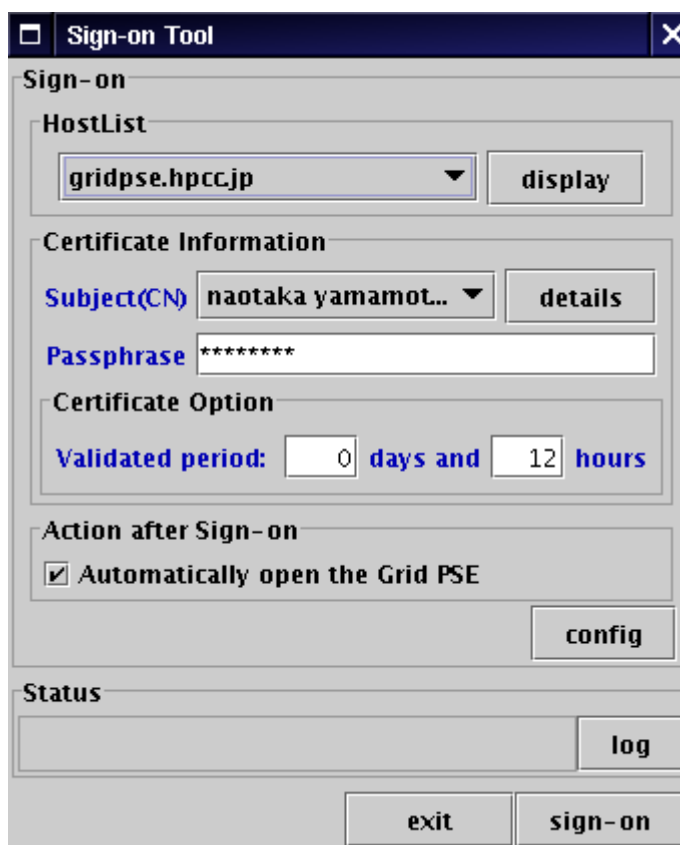 Sign-on Tool
Sign-on
HostList
gridpse.hpcc.jp display
Certificate Information
Subject(CN) naotaka yamamot... details
Passphrase ********
Certificate Option
Validated period: 0 days and 12 hours
Action after Sign-on
Automatically open the Grid PSE
config
Status
log
exit sign-on